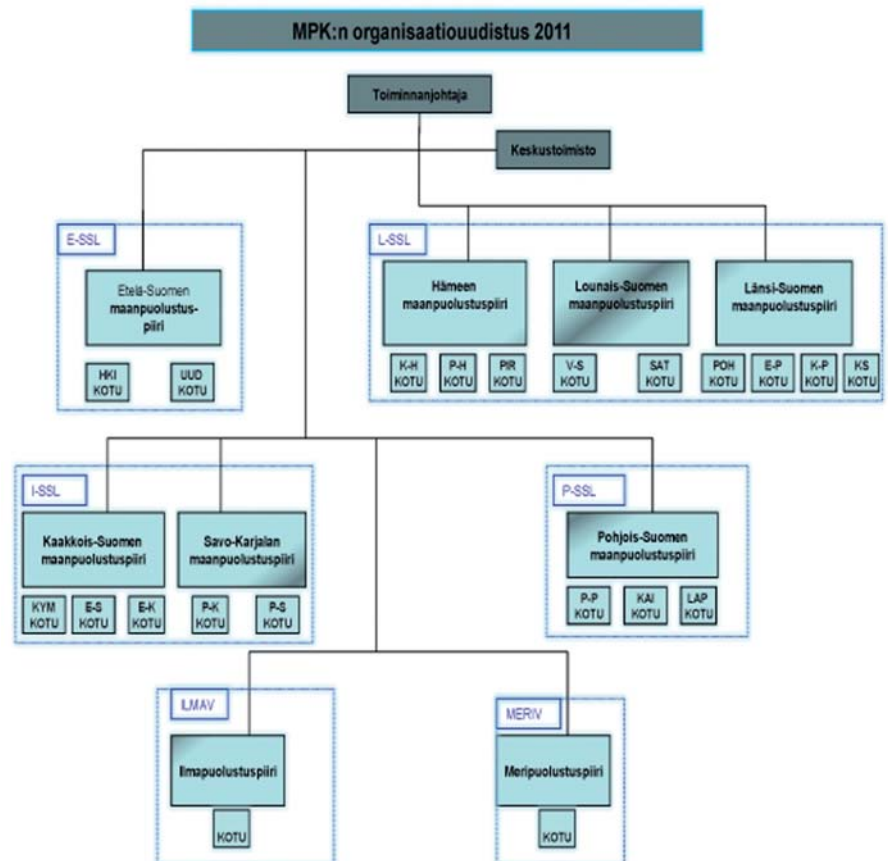 MPK:n organisaatiouudistus 2011
Toiminnanjohtaja
Keskustoimisto
E-SSL
Etelä-Suomen
maanpuolustus-
piiri
HKI
KOTU
UUD
KOTU
L-SSL
Hämeen
maanpuolustuspiiri
K-H
KOTU
P-H
KOTU
PIR
KOTU
Lounais-Suomen
maanpuolustuspiiri
V-S
KOTU
SAT
KOTU
Länsi-Suomen
maanpuolustuspiiri
POH
KOTU
E-P
KOTU
K-P
KOTU
KS
KOTU
I-SSL
Kaakkois-Suomen
maanpuolustuspiiri
KYM
KOTU
E-S
KOTU
E-K
KOTU
Savo-Karjalan
maanpuolustuspiiri
P-K
KOTU
P-S
KOTU
P-SSL
Pohjois-Suomen
maanpuolustuspiiri
P-P
KOTU
KAI
KOTU
LAP
KOTU
ILMAV
Ilmapuolustuspiiri
KOTU
MERIV
Meripuolustuspiiri
KOTU